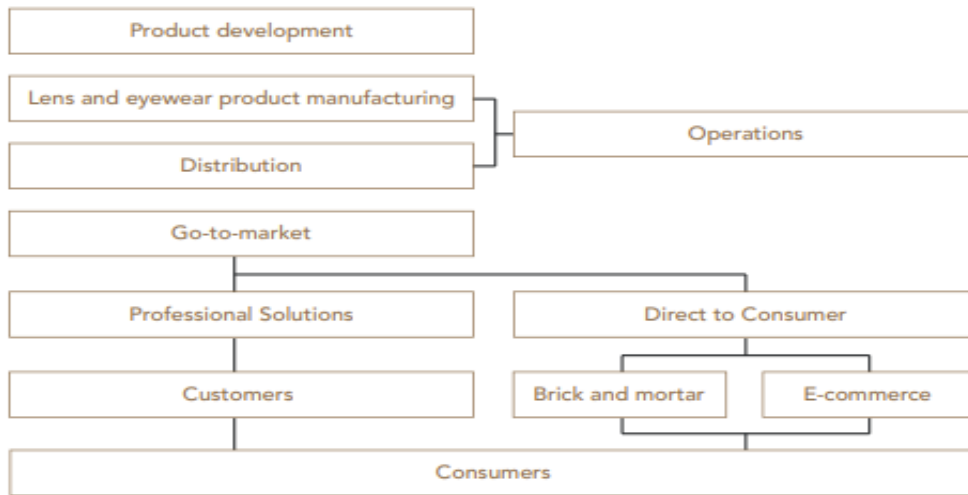 Product development
Lens and eyewear product manufacturing
Operations
Distribution
Go-to-market
Professional Solutions
Direct to Consumer
Customers
Brick and mortar
E-commerce
Consumers